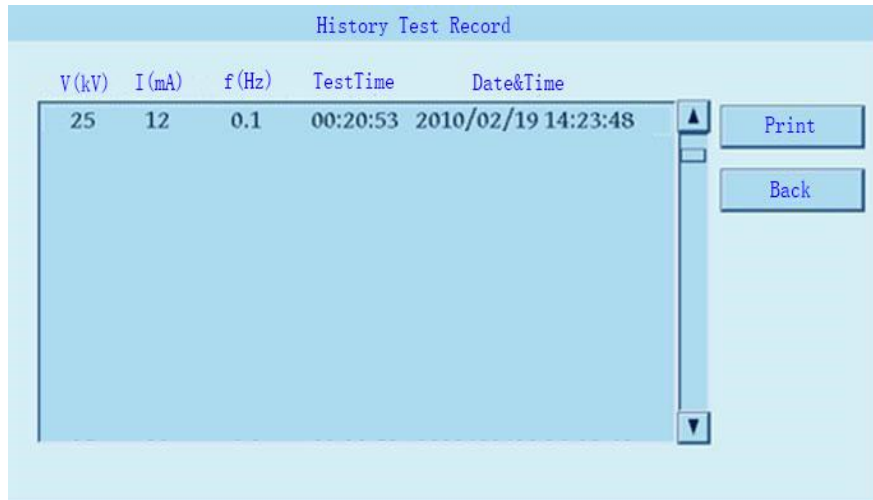 History Test Record
V(kV) I(mA) f(Hz) TestTime Date&Time
25 12 0.1 00:20:53 2010/02/19 14:23:48
Print
Back